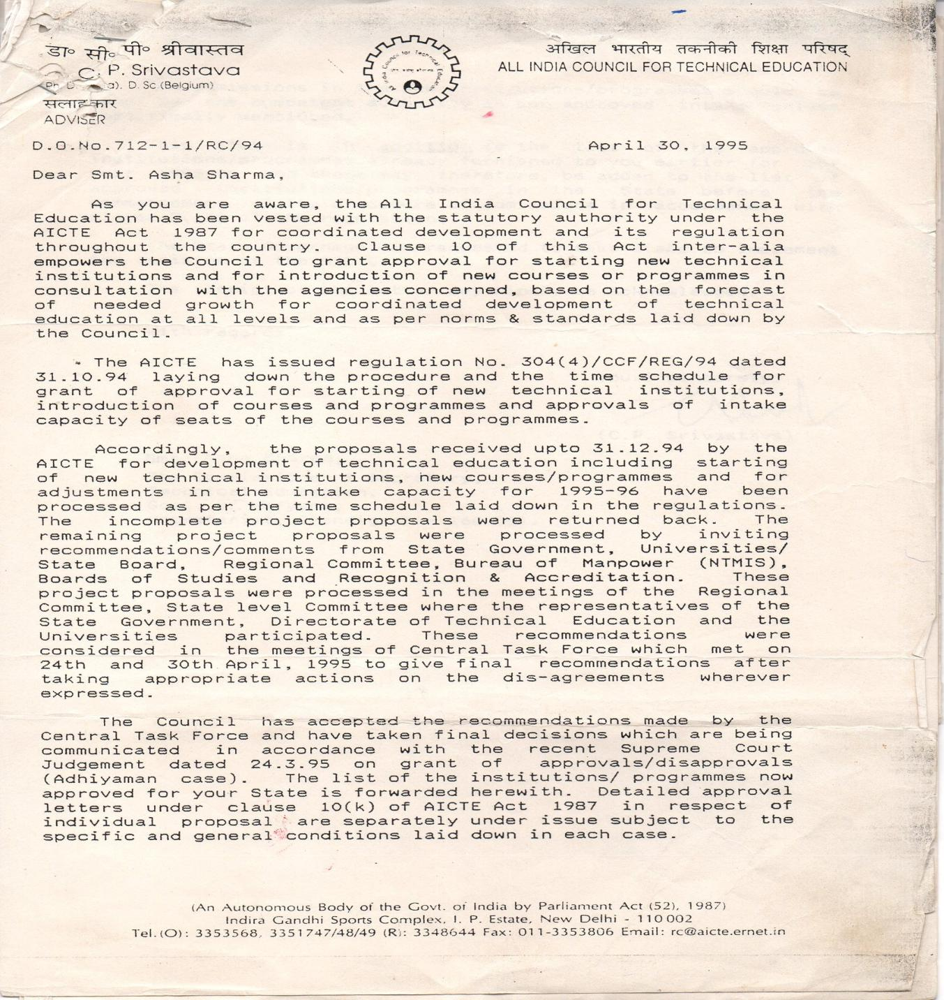 डा० सी० पी० श्रीवास्तव
C. P. Srivastava
D. Sc (Belgium)
सलाहकार
ADVISER
All India Council for Technical Education
अखिल भारतीय तकनीकी शिक्षा परिषद्
ALL INDIA COUNCIL FOR TECHNICAL EDUCATION
D.O.No.712-1-1/RC/94 April 30, 1995
Dear Smt. Asha Sharma,
As you are aware, the All India Council for Technical
Education has been vested with the statutory authority under the
AICTE Act 1987 for coordinated development and its regulation
throughout the country. Clause 10 of this Act inter-alia
empowers the Council to grant approval for starting new technical
institutions and for introduction of new courses or programmes in
consultation with the agencies concerned, based on the forecast
of needed growth for coordinated development of technical
education at all levels and as per norms & standards laid down by
the Council.
The AICTE has issued regulation No. 304(4)/CCF/REG/94 dated
31.10.94 laying down the procedure and the time schedule for
grant of approval for starting of new technical institutions,
introduction of courses and programmes and approvals of intake
capacity of seats of the courses and programmes.
Accordingly, the proposals received upto 31.12.94 by the
AICTE for development of technical education including starting
of new technical institutions, new courses/programmes and for
adjustments in the intake capacity for 1995-96 have been
processed as per the time schedule laid down in the regulations.
The incomplete project proposals were returned back. The
remaining project proposals were processed by inviting
recommendations/comments from State Government, Universities/
State Board, Regional Committee, Bureau of Manpower (NTMIS),
Boards of Studies and Recognition & Accreditation. These
project proposals were processed in the meetings of the Regional
Committee, State level Committee where the representatives of the
State Government, Directorate of Technical Education and the
Universities participated. These recommendations were
considered in the meetings of Central Task Force which met on
24th and 30th April, 1995 to give final recommendations after
taking appropriate actions on the dis-agreements wherever
expressed.
The Council has accepted the recommendations made by the
Central Task Force and have taken final decisions which are being
communicated in accordance with the recent Supreme Court
Judgement dated 24.3.95 on grant of approvals/disapprovals
(Adhiyaman case). The list of the institutions/ programmes now
approved for your State is forwarded herewith. Detailed approval
letters under clause 10(k) of AICTE Act 1987 in respect of
individual proposal are separately under issue subject to the
specific and general conditions laid down in each case.
(An Autonomous Body of the Govt. of India by Parliament Act (52), 1987)
Indira Gandhi Sports Complex, I. P. Estate, New Delhi - 110 002
Tel.(O): 3353568, 3351747/48/49 (R): 3348644 Fax: 011-3353806 Email: rc@aicte.ernet.in